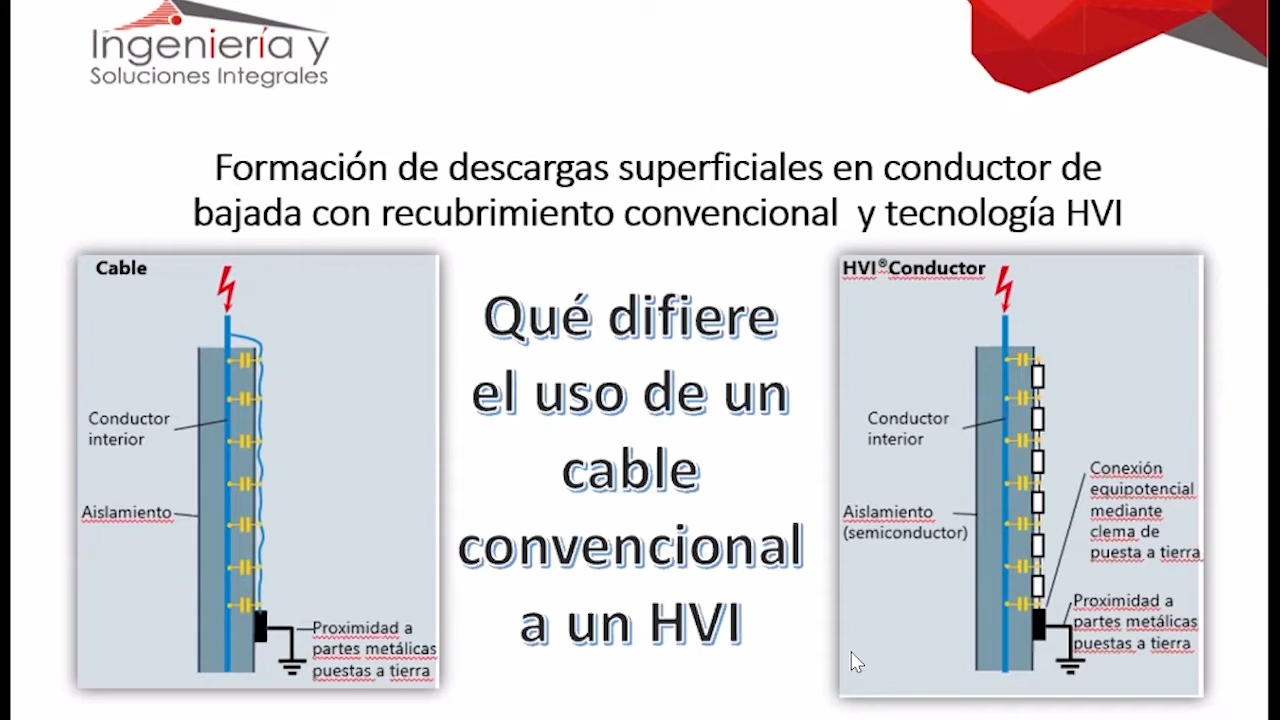 Ingeniería y
Soluciones Integrales
Formación de descargas superficiales en conductor de
bajada con recubrimiento convencional y tecnología HVI
Cable
Conductor
interior
Aislamiento
Proximidad a
partes metálicas
puestas a tierra
Qué difiere
el uso de un
cable
convencional
a un HVI
HVI®Conductor
Conductor
interior
Aislamiento
(semiconductor)
Conexión
equipotencial
mediante
clema de
puesta a tierra
Proximidad a
partes metálicas
puestas a tierra